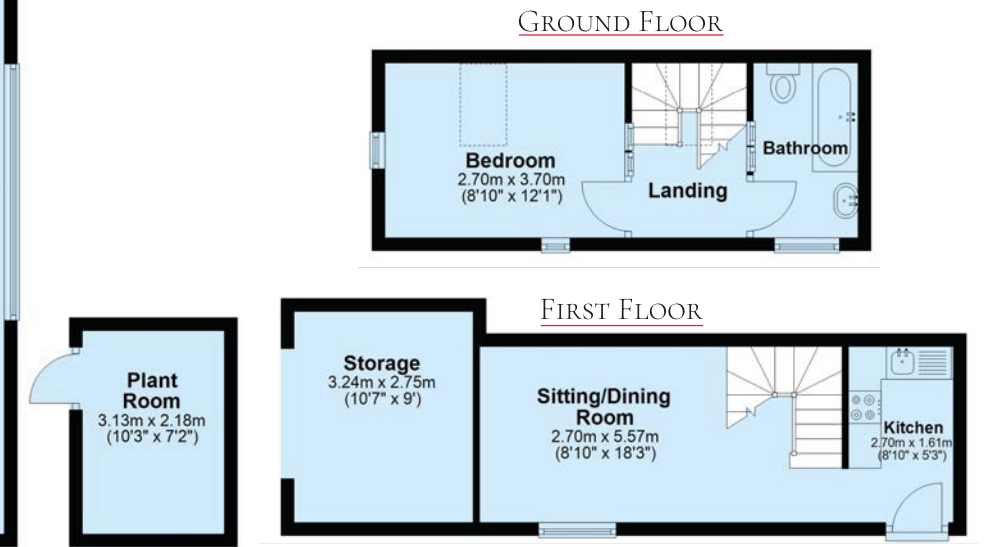 GROUND FLOOR
Bedroom
2.70m x 3.70m
(8'10" x 12'1")
Landing
Bathroom
FIRST FLOOR
Plant
Room
3.13m x 2.18m
(10'3" x 7'2")
Storage
3.24m x 2.75m
(10'7" x 9')
Sitting/Dining
Room
2.70m x 5.57m
(8'10" x 18'3")
Kitchen
2.70m x 1.61m
(8'10" x 5'3")